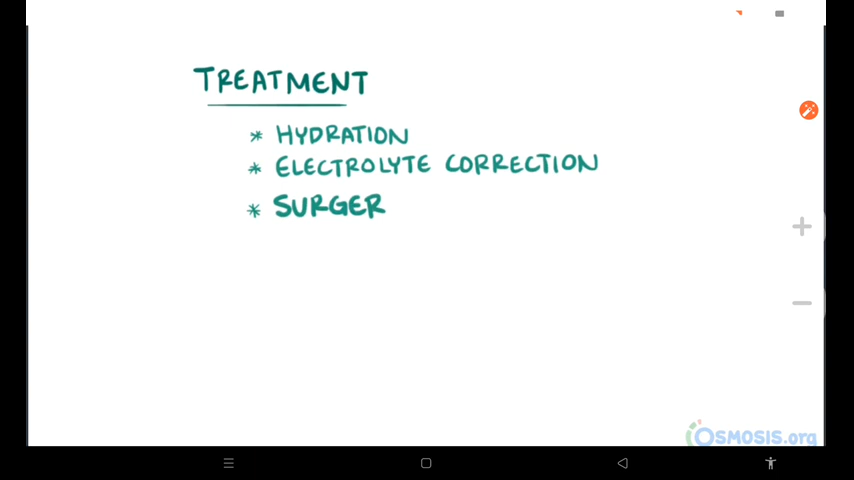 TREATMENT
* HYDRATION
* ELECTROLYTE CORRECTION
* SURGER
OSMOSIS.org